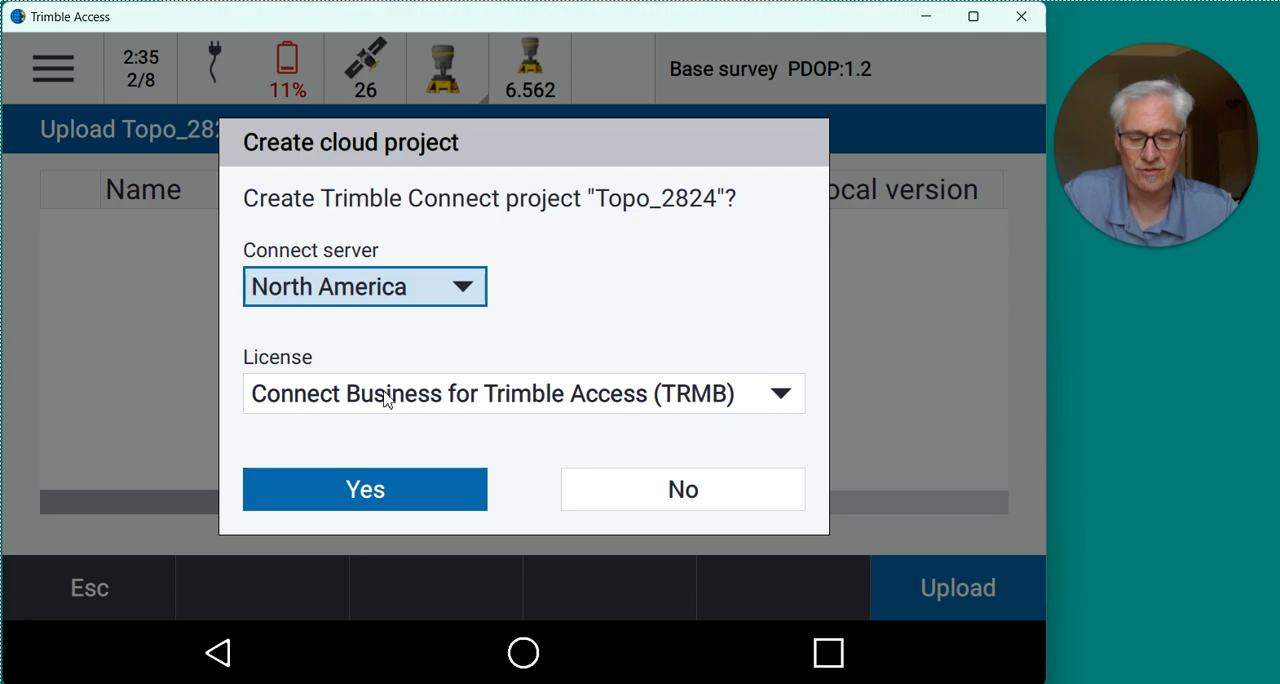 Trimble Access
2:35
2/8
11%
26
6.562
Base survey PDOP:1.2
Upload Topo_282
Create cloud project
Name
ocal version
Create Trimble Connect project "Topo_2824"?
Connect server
North America
License
Connect Business for Trimble Access (TRMB)
Yes
No
Esc
Upload